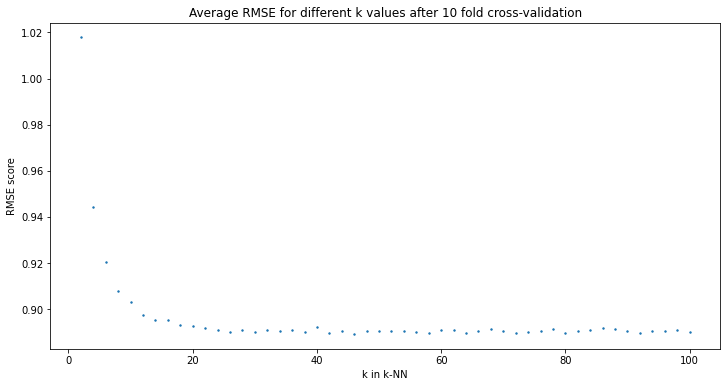 Average RMSE for different k values after 10 fold cross-validation
1.02
1.00
0.98
0.96
0.94
0.92
0.90
RMSE score
0 20 40 60 80 100
k in k-NN